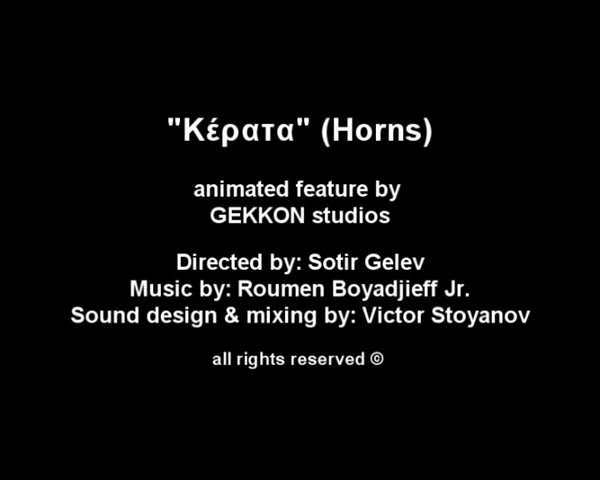 "Κέρατα" (Horns)
animated feature by
GEKKON studios
Directed by: Sotir Gelev
Music by: Roumen Boyadjieff Jr.
Sound design & mixing by: Victor Stoyanov
all rights reserved ©